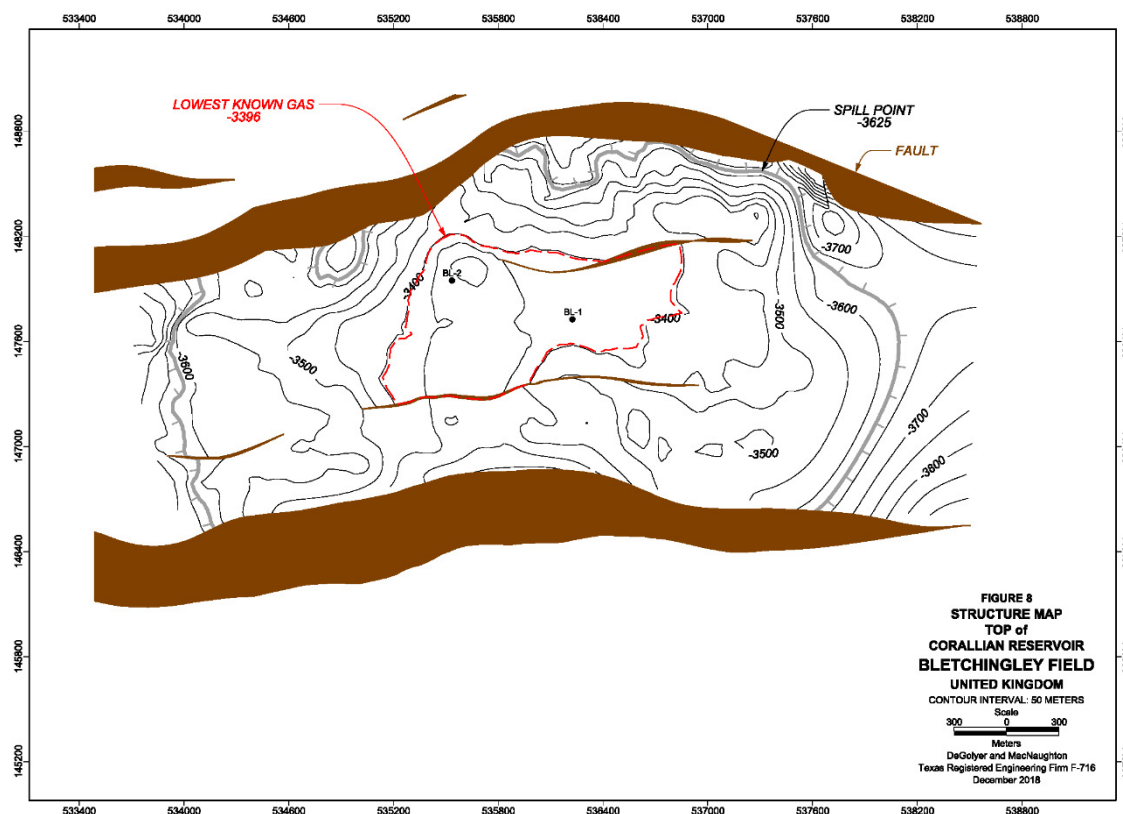 533400 534000 534600 535200 535800 536400 537000 537600 538200 538800
LOWEST KNOWN GAS
-3396
SPILL POINT
-3625
FAULT
148800
148200
147600
147000
146400
145800
145200
-3700
-3600
-3400
BL-2
BL-1
-3400
-3500
-3500
-3600
-3500
-3700
-3800
FIGURE 8
STRUCTURE MAP
TOP of
CORALLIAN RESERVOIR
BLETCHINGLEY FIELD
UNITED KINGDOM
CONTOUR INTERVAL: 50 METERS
Scale
300 0 300
Meters
DeGolyer and MacNaughton
Texas Registered Engineering Firm F-716
December 2018
533400 534000 534600 535200 535800 536400 537000 537600 538200 538800